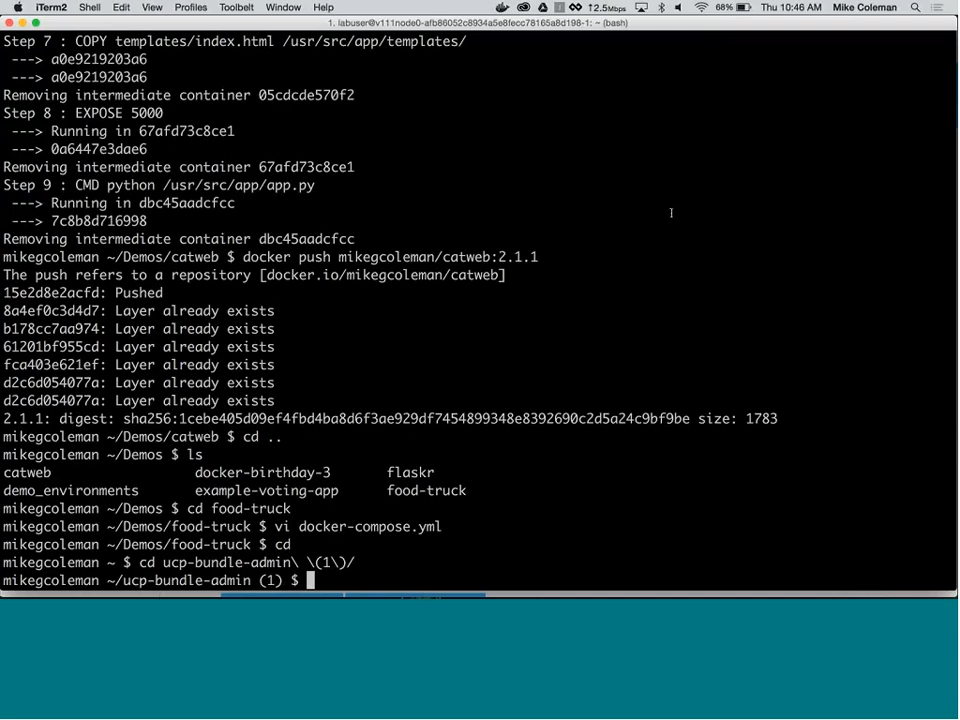 iTerm2 Shell Edit View Profiles Toolbelt Window Help ↑2.5Mbps 68% Thu 10:46 AM Mike Coleman
1. labuser@v111node0-afb86052c8934a5e8fecc78165a8d198-1: ~ (bash)
Step 7 : COPY templates/index.html /usr/src/app/templates/
---> a0e9219203a6
---> a0e9219203a6
Removing intermediate container 05cdcde570f2
Step 8 : EXPOSE 5000
---> Running in 67afd73c8ce1
---> 0a6447e3dae6
Removing intermediate container 67afd73c8ce1
Step 9 : CMD python /usr/src/app/app.py
---> Running in dbc45aadcfcc
---> 7c8b8d716998
Removing intermediate container dbc45aadcfcc
mikegcoleman ~/Demos/catweb $ docker push mikegcoleman/catweb:2.1.1
The push refers to a repository [docker.io/mikegcoleman/catweb]
15e2d8e2acfd: Pushed
8a4ef0c3d4d7: Layer already exists
b178cc7aa974: Layer already exists
61201bf955cd: Layer already exists
fca403e621ef: Layer already exists
d2c6d054077a: Layer already exists
d2c6d054077a: Layer already exists
2.1.1: digest: sha256:1cebe405d09ef4fbd4ba8d6f3ae929df7454899348e8392690c2d5a24c9bf9be size: 1783
mikegcoleman ~/Demos/catweb $ cd ..
mikegcoleman ~/Demos $ ls
catweb docker-birthday-3 flaskr
demo_environments example-voting-app food-truck
mikegcoleman ~/Demos $ cd food-truck
mikegcoleman ~/Demos/food-truck $ vi docker-compose.yml
mikegcoleman ~/Demos/food-truck $ cd
mikegcoleman ~ $ cd ucp-bundle-admin\ \(1\)/
mikegcoleman ~/ucp-bundle-admin (1) $